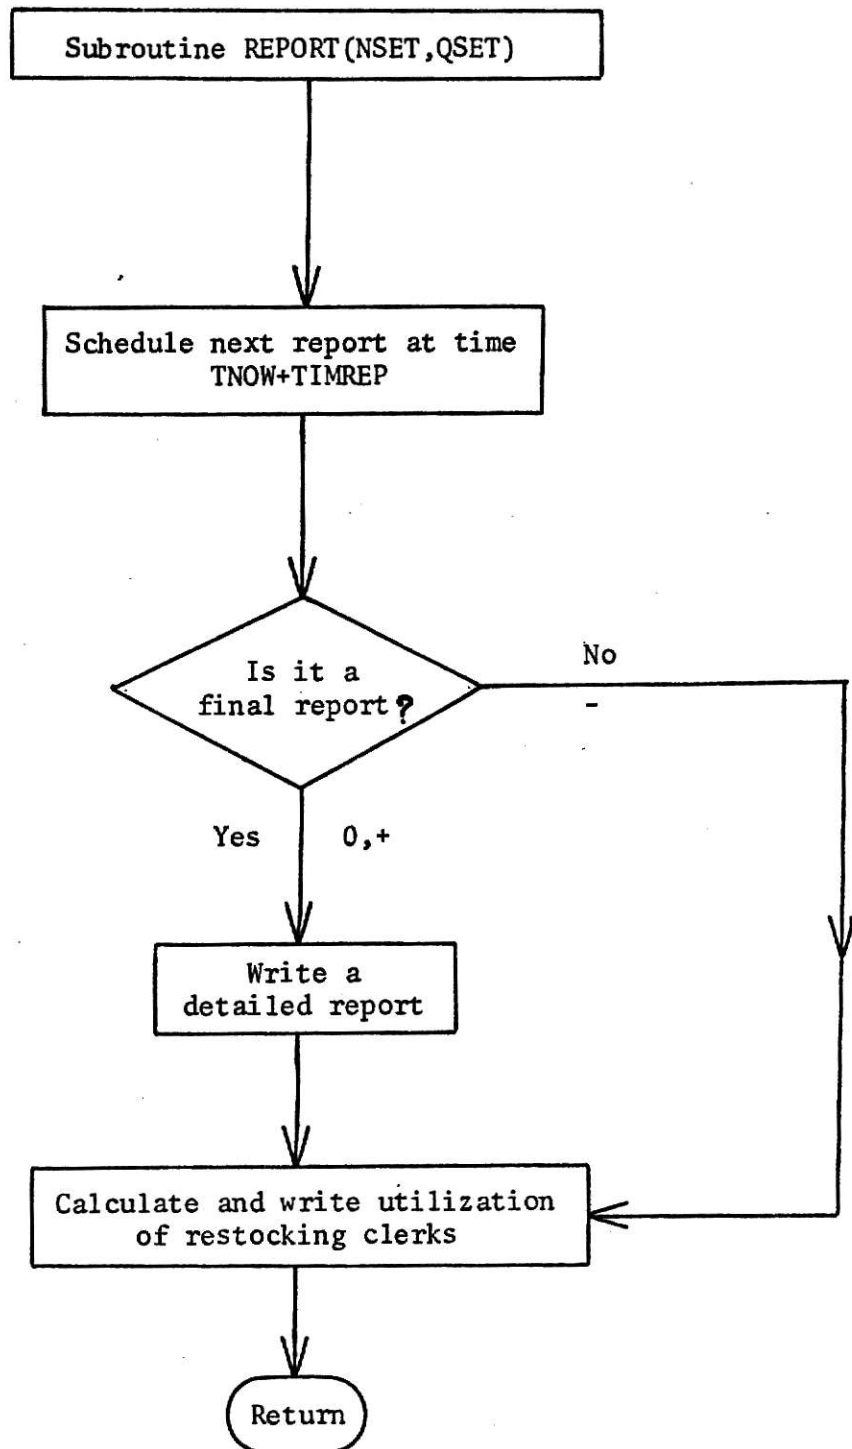 Subroutine REPORT(NSET,QSET)
Schedule next report at time
TNOW+TIMREP
Is it a
final report?
No
-
Yes 0,+
Write a
detailed report
Calculate and write utilization
of restocking clerks
Return